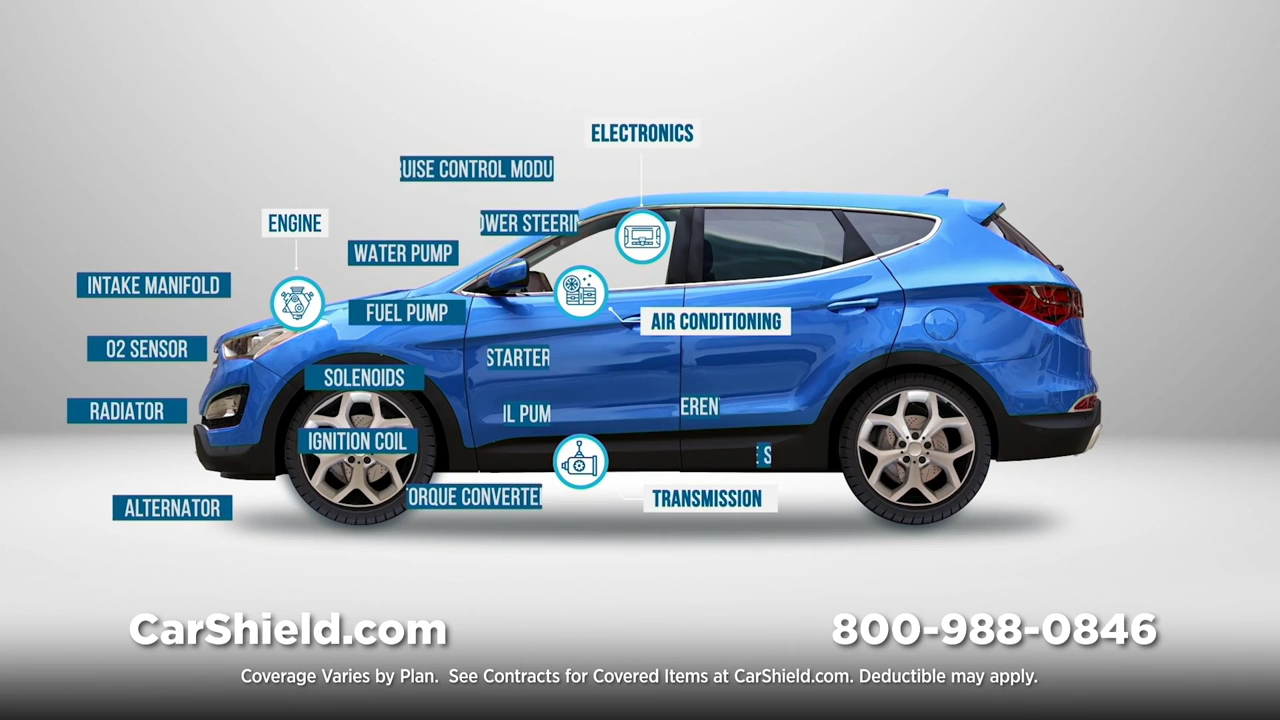 ELECTRONICS
UISE CONTROL MODU
ENGINE
OWER STEERIN
WATER PUMP
INTAKE MANIFOLD
FUEL PUMP
AIR CONDITIONING
O2 SENSOR
STARTER
SOLENOIDS
RADIATOR
IL PUM
EREN
IGNITION COIL
E S
TORQUE CONVERTE
TRANSMISSION
ALTERNATOR
CarShield.com
800-988-0846
Coverage Varies by Plan. See Contracts for Covered Items at CarShield.com. Deductible may apply.